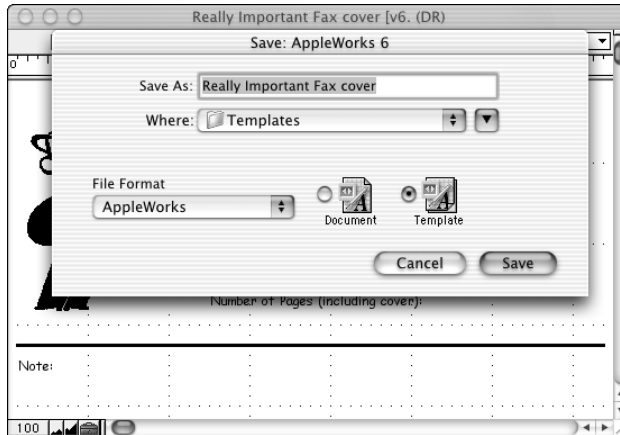 Really Important Fax cover [v6. (DR)
Save: AppleWorks 6
0
Save As: Really Important Fax cover
Where: Templates
File Format
AppleWorks
Document
Template
Cancel
Save
Number of Pages (including cover):
Note:
100